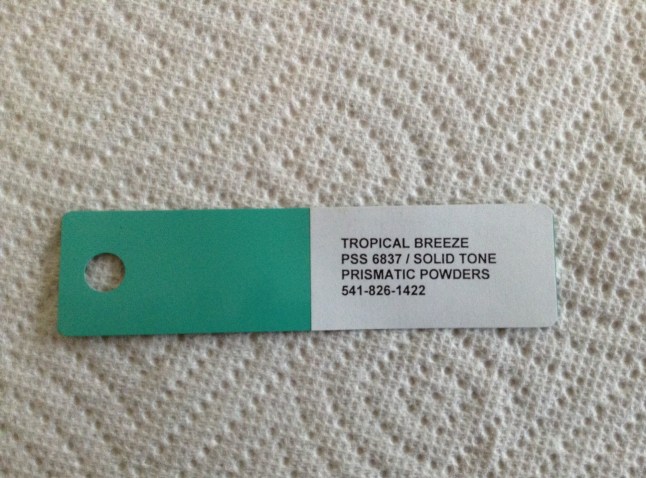 TROPICAL BREEZE
PSS 6837 / SOLID TONE
PRISMATIC POWDERS
541-826-1422